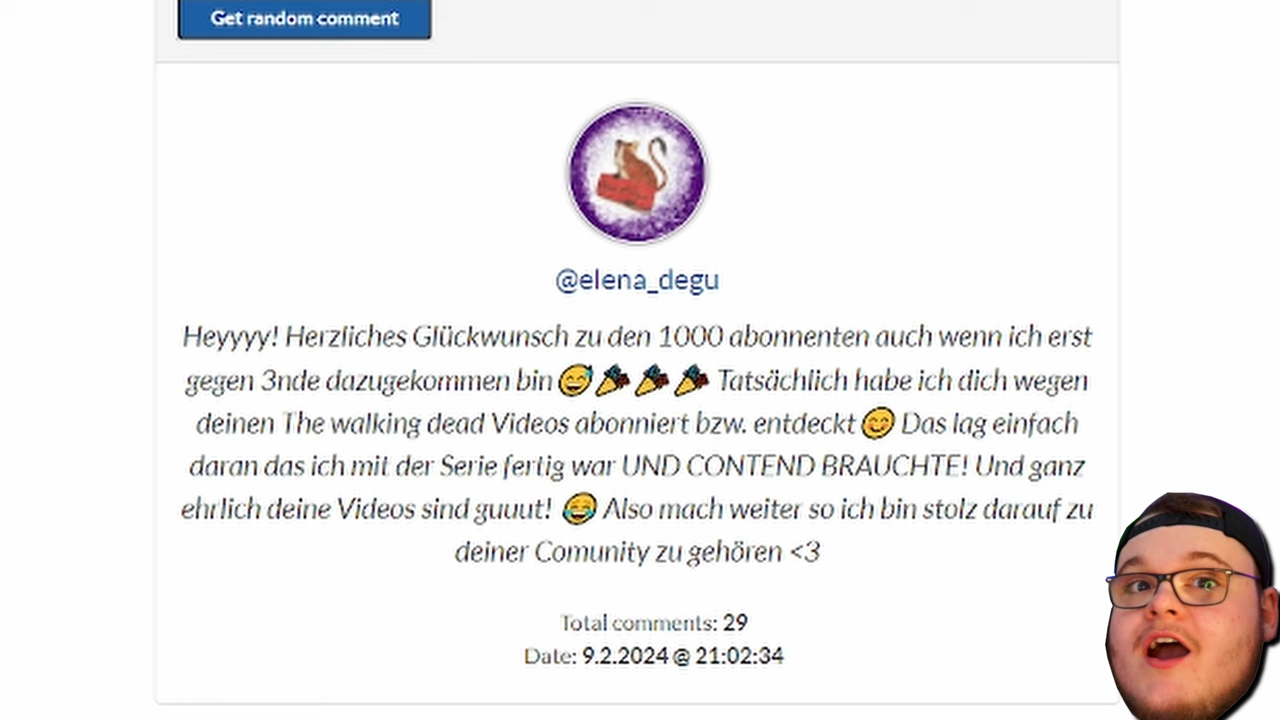 Get random comment
@elena_degu
Heyyyy! Herzliches Glückwunsch zu den 1000 abonnenten auch wenn ich erst
gegen 3nde dazugekommen bin 😅🎉🎉🎉 Tatsächlich habe ich dich wegen
deinen The walking dead Videos abonniert bzw. entdeckt 😊 Das lag einfach
daran das ich mit der Serie fertig war UND CONTEND BRAUCHTE! Und ganz
ehrlich deine Videos sind guuut! 😂 Also mach weiter so ich bin stolz darauf zu
deiner Comunity zu gehören <3
Total comments: 29
Date: 9.2.2024 @ 21:02:34